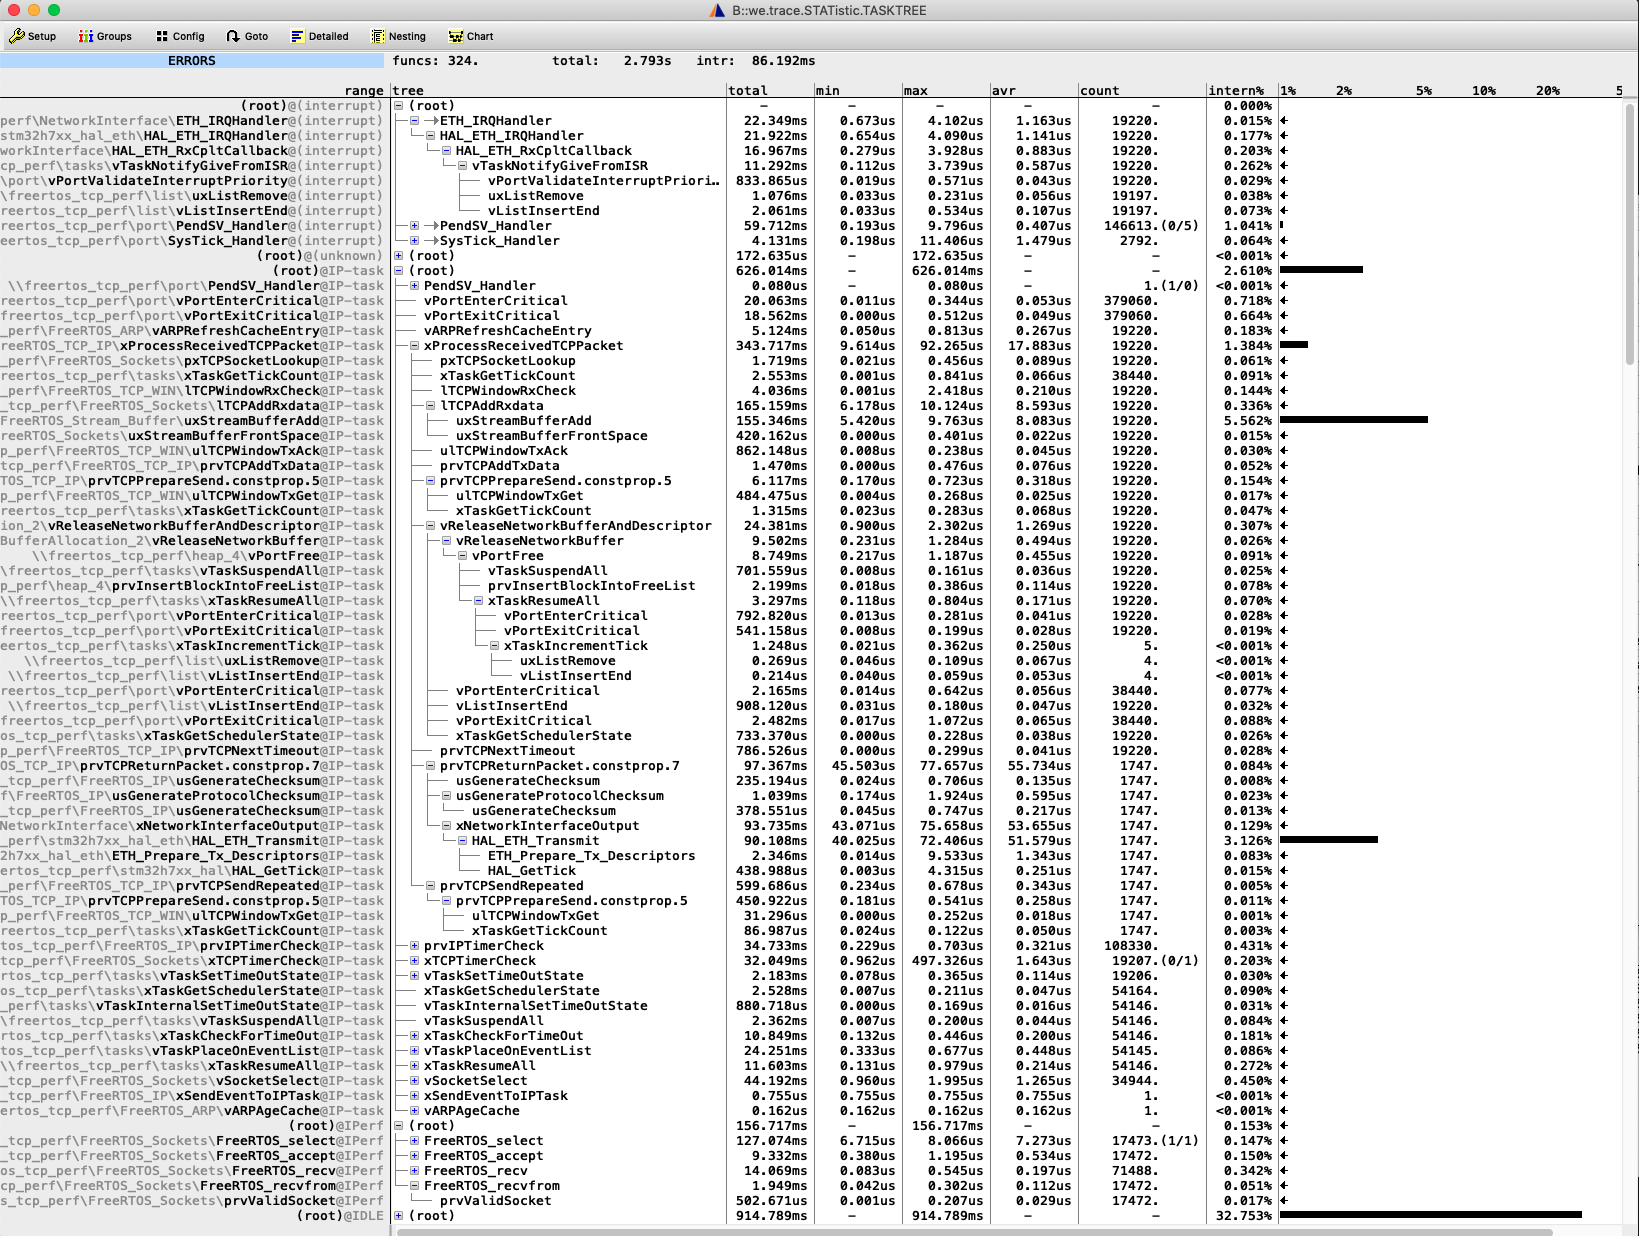 B::we.trace.STATistic.TASKTREE
Setup Groups Config Goto Detailed Nesting Chart
ERRORS funcs: 324. total: 2.793s intr: 86.192ms
range tree total min max avr count intern% 1% 2% 5% 10% 20% 5
(root)@(interrupt) (root) – – – – – 0.000%
perf\NetworkInterface\ETH_IRQHandler@(interrupt) ETH_IRQHandler 22.349ms 0.673us 4.102us 1.163us 19220. 0.015%
stm32h7xx_hal_eth\HAL_ETH_IRQHandler@(interrupt) HAL_ETH_IRQHandler 21.922ms 0.654us 4.090us 1.141us 19220. 0.177%
workInterface\HAL_ETH_RxCpltCallback@(interrupt) HAL_ETH_RxCpltCallback 16.967ms 0.279us 3.928us 0.883us 19220. 0.203%
cp_perf\tasks\vTaskNotifyGiveFromISR@(interrupt) vTaskNotifyGiveFromISR 11.292ms 0.112us 3.739us 0.587us 19220. 0.262%
\port\vPortValidateInterruptPriority@(interrupt) vPortValidateInterruptPriori… 833.865us 0.019us 0.571us 0.043us 19220. 0.029%
\freertos_tcp_perf\list\uxListRemove@(interrupt) uxListRemove 1.076ms 0.033us 0.231us 0.056us 19197. 0.038%
reertos_tcp_perf\list\vListInsertEnd@(interrupt) vListInsertEnd 2.061ms 0.033us 0.534us 0.107us 19197. 0.073%
freertos_tcp_perf\port\PendSV_Handler@(interrupt) PendSV_Handler 59.712ms 0.193us 9.796us 0.407us 146613.(0/5) 1.041%
eertos_tcp_perf\port\SysTick_Handler@(interrupt) SysTick_Handler 4.131ms 0.198us 11.406us 1.479us 2792. 0.064%
(root)@(unknown) (root) 172.635us – 172.635us – – <0.001%
(root)@IP-task (root) 626.014ms – 626.014ms – – 2.610%
\\freertos_tcp_perf\port\PendSV_Handler@IP-task PendSV_Handler 0.080us – 0.080us – 1.(1/0) <0.001%
reertos_tcp_perf\port\vPortEnterCritical@IP-task vPortEnterCritical 20.063ms 0.011us 0.344us 0.053us 379060. 0.718%
freertos_tcp_perf\port\vPortExitCritical@IP-task vPortExitCritical 18.562ms 0.000us 0.512us 0.049us 379060. 0.664%
_perf\FreeRTOS_ARP\vARPRefreshCacheEntry@IP-task vARPRefreshCacheEntry 5.124ms 0.050us 0.813us 0.267us 19220. 0.183%
reeRTOS_TCP_IP\xProcessReceivedTCPPacket@IP-task xProcessReceivedTCPPacket 343.717ms 9.614us 92.265us 17.883us 19220. 1.384%
_perf\FreeRTOS_Sockets\pxTCPSocketLookup@IP-task pxTCPSocketLookup 1.719ms 0.021us 0.456us 0.089us 19220. 0.061%
reertos_tcp_perf\tasks\xTaskGetTickCount@IP-task xTaskGetTickCount 2.553ms 0.001us 0.841us 0.066us 38440. 0.091%
_perf\FreeRTOS_TCP_WIN\lTCPWindowRxCheck@IP-task lTCPWindowRxCheck 4.036ms 0.001us 2.418us 0.210us 19220. 0.144%
_tcp_perf\FreeRTOS_Sockets\lTCPAddRxdata@IP-task lTCPAddRxdata 165.159ms 6.178us 10.124us 8.593us 19220. 0.336%
FreeRTOS_Stream_Buffer\uxStreamBufferAdd@IP-task uxStreamBufferAdd 155.346ms 5.420us 9.763us 8.083us 19220. 5.562%
reeRTOS_Sockets\uxStreamBufferFrontSpace@IP-task uxStreamBufferFrontSpace 420.162us 0.000us 0.401us 0.022us 19220. 0.015%
p_perf\FreeRTOS_TCP_WIN\ulTCPWindowTxAck@IP-task ulTCPWindowTxAck 862.148us 0.008us 0.238us 0.045us 19220. 0.030%
tcp_perf\FreeRTOS_TCP_IP\prvTCPAddTxData@IP-task prvTCPAddTxData 1.470ms 0.000us 0.476us 0.076us 19220. 0.052%
TOS_TCP_IP\prvTCPPrepareSend.constprop.5@IP-task prvTCPPrepareSend.constprop.5 6.117ms 0.170us 0.723us 0.318us 19220. 0.154%
p_perf\FreeRTOS_TCP_WIN\ulTCPWindowTxGet@IP-task ulTCPWindowTxGet 484.475us 0.004us 0.268us 0.025us 19220. 0.017%
reertos_tcp_perf\tasks\xTaskGetTickCount@IP-task xTaskGetTickCount 1.315ms 0.023us 0.283us 0.068us 19220. 0.047%
ion_2\vReleaseNetworkBufferAndDescriptor@IP-task vReleaseNetworkBufferAndDescriptor 24.381ms 0.900us 2.302us 1.269us 19220. 0.307%
BufferAllocation_2\vReleaseNetworkBuffer@IP-task vReleaseNetworkBuffer 9.502ms 0.231us 1.284us 0.494us 19220. 0.026%
\\freertos_tcp_perf\heap_4\vPortFree@IP-task vPortFree 8.749ms 0.217us 1.187us 0.455us 19220. 0.091%
\freertos_tcp_perf\tasks\vTaskSuspendAll@IP-task vTaskSuspendAll 701.559us 0.008us 0.161us 0.036us 19220. 0.025%
p_perf\heap_4\prvInsertBlockIntoFreeList@IP-task prvInsertBlockIntoFreeList 2.199ms 0.018us 0.386us 0.114us 19220. 0.078%
\\freertos_tcp_perf\tasks\xTaskResumeAll@IP-task xTaskResumeAll 3.297ms 0.118us 0.804us 0.171us 19220. 0.070%
reertos_tcp_perf\port\vPortEnterCritical@IP-task vPortEnterCritical 792.820us 0.013us 0.281us 0.041us 19220. 0.028%
freertos_tcp_perf\port\vPortExitCritical@IP-task vPortExitCritical 541.158us 0.008us 0.199us 0.028us 19220. 0.019%
eertos_tcp_perf\tasks\xTaskIncrementTick@IP-task xTaskIncrementTick 1.248us 0.021us 0.362us 0.250us 5. <0.001%
\\freertos_tcp_perf\list\uxListRemove@IP-task uxListRemove 0.269us 0.046us 0.109us 0.067us 4. <0.001%
\\freertos_tcp_perf\list\vListInsertEnd@IP-task vListInsertEnd 0.214us 0.040us 0.059us 0.053us 4. <0.001%
reertos_tcp_perf\port\vPortEnterCritical@IP-task vPortEnterCritical 2.165ms 0.014us 0.642us 0.056us 38440. 0.077%
\\freertos_tcp_perf\list\vListInsertEnd@IP-task vListInsertEnd 908.120us 0.031us 0.180us 0.047us 19220. 0.032%
freertos_tcp_perf\port\vPortExitCritical@IP-task vPortExitCritical 2.482ms 0.017us 1.072us 0.065us 38440. 0.088%
os_tcp_perf\tasks\xTaskGetSchedulerState@IP-task xTaskGetSchedulerState 733.370us 0.000us 0.228us 0.038us 19220. 0.026%
p_perf\FreeRTOS_TCP_IP\prvTCPNextTimeout@IP-task prvTCPNextTimeout 786.526us 0.000us 0.299us 0.041us 19220. 0.028%
OS_TCP_IP\prvTCPReturnPacket.constprop.7@IP-task prvTCPReturnPacket.constprop.7 97.367ms 45.503us 77.657us 55.734us 1747. 0.084%
_tcp_perf\FreeRTOS_IP\usGenerateChecksum@IP-task usGenerateChecksum 235.194us 0.024us 0.706us 0.135us 1747. 0.008%
f\FreeRTOS_IP\usGenerateProtocolChecksum@IP-task usGenerateProtocolChecksum 1.039ms 0.174us 1.924us 0.595us 1747. 0.023%
_tcp_perf\FreeRTOS_IP\usGenerateChecksum@IP-task usGenerateChecksum 378.551us 0.045us 0.747us 0.217us 1747. 0.013%
NetworkInterface\xNetworkInterfaceOutput@IP-task xNetworkInterfaceOutput 93.735ms 43.071us 75.658us 53.655us 1747. 0.129%
_perf\stm32h7xx_hal_eth\HAL_ETH_Transmit@IP-task HAL_ETH_Transmit 90.108ms 40.025us 72.406us 51.579us 1747. 3.126%
2h7xx_hal_eth\ETH_Prepare_Tx_Descriptors@IP-task ETH_Prepare_Tx_Descriptors 2.346ms 0.014us 9.533us 1.343us 1747. 0.083%
ertos_tcp_perf\stm32h7xx_hal\HAL_GetTick@IP-task HAL_GetTick 438.988us 0.003us 4.315us 0.251us 1747. 0.015%
_perf\FreeRTOS_TCP_IP\prvTCPSendRepeated@IP-task prvTCPSendRepeated 599.686us 0.234us 0.678us 0.343us 1747. 0.005%
TOS_TCP_IP\prvTCPPrepareSend.constprop.5@IP-task prvTCPPrepareSend.constprop.5 450.922us 0.181us 0.541us 0.258us 1747. 0.011%
p_perf\FreeRTOS_TCP_WIN\ulTCPWindowTxGet@IP-task ulTCPWindowTxGet 31.296us 0.000us 0.252us 0.018us 1747. 0.001%
reertos_tcp_perf\tasks\xTaskGetTickCount@IP-task xTaskGetTickCount 86.987us 0.024us 0.122us 0.050us 1747. 0.003%
tos_tcp_perf\FreeRTOS_IP\prvIPTimerCheck@IP-task prvIPTimerCheck 34.733ms 0.229us 0.703us 0.321us 108330. 0.431%
_tcp_perf\FreeRTOS_Sockets\xTCPTimerCheck@IP-task xTCPTimerCheck 32.049ms 0.962us 497.326us 1.643us 19207.(0/1) 0.203%
rtos_tcp_perf\tasks\vTaskSetTimeOutState@IP-task vTaskSetTimeOutState 2.183ms 0.078us 0.365us 0.114us 19206. 0.030%
os_tcp_perf\tasks\xTaskGetSchedulerState@IP-task xTaskGetSchedulerState 2.528ms 0.007us 0.211us 0.047us 54164. 0.090%
_perf\tasks\vTaskInternalSetTimeOutState@IP-task vTaskInternalSetTimeOutState 880.718us 0.000us 0.169us 0.016us 54146. 0.031%
\freertos_tcp_perf\tasks\vTaskSuspendAll@IP-task vTaskSuspendAll 2.362ms 0.007us 0.200us 0.044us 54146. 0.084%
rtos_tcp_perf\tasks\xTaskCheckForTimeOut@IP-task xTaskCheckForTimeOut 10.849ms 0.132us 0.446us 0.200us 54146. 0.181%
tos_tcp_perf\tasks\vTaskPlaceOnEventList@IP-task vTaskPlaceOnEventList 24.251ms 0.333us 0.677us 0.448us 54145. 0.086%
\\freertos_tcp_perf\tasks\xTaskResumeAll@IP-task xTaskResumeAll 11.603ms 0.131us 0.979us 0.214us 54146. 0.272%
_tcp_perf\FreeRTOS_Sockets\vSocketSelect@IP-task vSocketSelect 44.192ms 0.960us 1.995us 1.265us 34944. 0.450%
_tcp_perf\FreeRTOS_IP\xSendEventToIPTask@IP-task xSendEventToIPTask 0.755us 0.755us 0.755us 0.755us 1. <0.001%
ertos_tcp_perf\FreeRTOS_ARP\vARPAgeCache@IP-task vARPAgeCache 0.162us 0.162us 0.162us 0.162us 1. <0.001%
(root)@IPerf (root) 156.717ms – 156.717ms – – 0.153%
_tcp_perf\FreeRTOS_Sockets\FreeRTOS_select@IPerf FreeRTOS_select 127.074ms 6.715us 8.066us 7.273us 17473.(1/1) 0.147%
_tcp_perf\FreeRTOS_Sockets\FreeRTOS_accept@IPerf FreeRTOS_accept 9.332ms 0.380us 1.195us 0.534us 17472. 0.150%
os_tcp_perf\FreeRTOS_Sockets\FreeRTOS_recv@IPerf FreeRTOS_recv 14.069ms 0.083us 0.545us 0.197us 71488. 0.342%
cp_perf\FreeRTOS_Sockets\FreeRTOS_recvfrom@IPerf FreeRTOS_recvfrom 1.949ms 0.042us 0.302us 0.112us 17472. 0.051%
s_tcp_perf\FreeRTOS_Sockets\prvValidSocket@IPerf prvValidSocket 502.671us 0.001us 0.207us 0.029us 17472. 0.017%
(root)@IDLE (root) 914.789ms – 914.789ms – – 32.753%